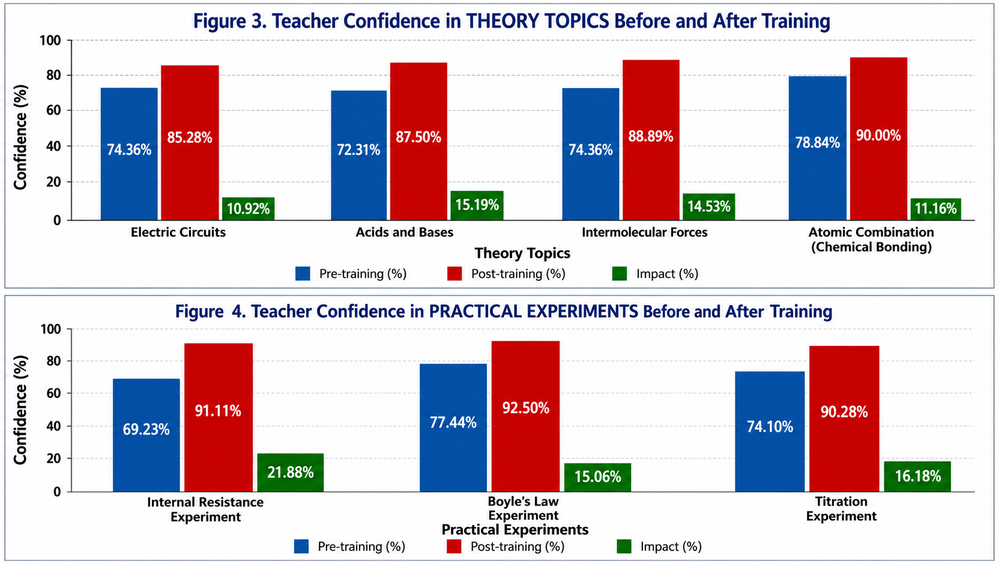 Figure 3. Teacher Confidence in THEORY TOPICS Before and After Training
Confidence (%)
100
80
60
40
20
0
74.36%
85.28%
10.92%
72.31%
87.50%
15.19%
74.36%
88.89%
14.53%
78.84%
90.00%
11.16%
Electric Circuits
Acids and Bases
Intermolecular Forces
Atomic Combination
(Chemical Bonding)
Theory Topics
Pre-training (%)
Post-training (%)
Impact (%)
Figure 4. Teacher Confidence in PRACTICAL EXPERIMENTS Before and After Training
Confidence (%)
100
80
60
40
20
0
69.23%
91.11%
21.88%
77.44%
92.50%
15.06%
74.10%
90.28%
16.18%
Internal Resistance
Experiment
Boyle's Law
Experiment
Titration
Experiment
Practical Experiments
Pre-training (%)
Post-training (%)
Impact (%)